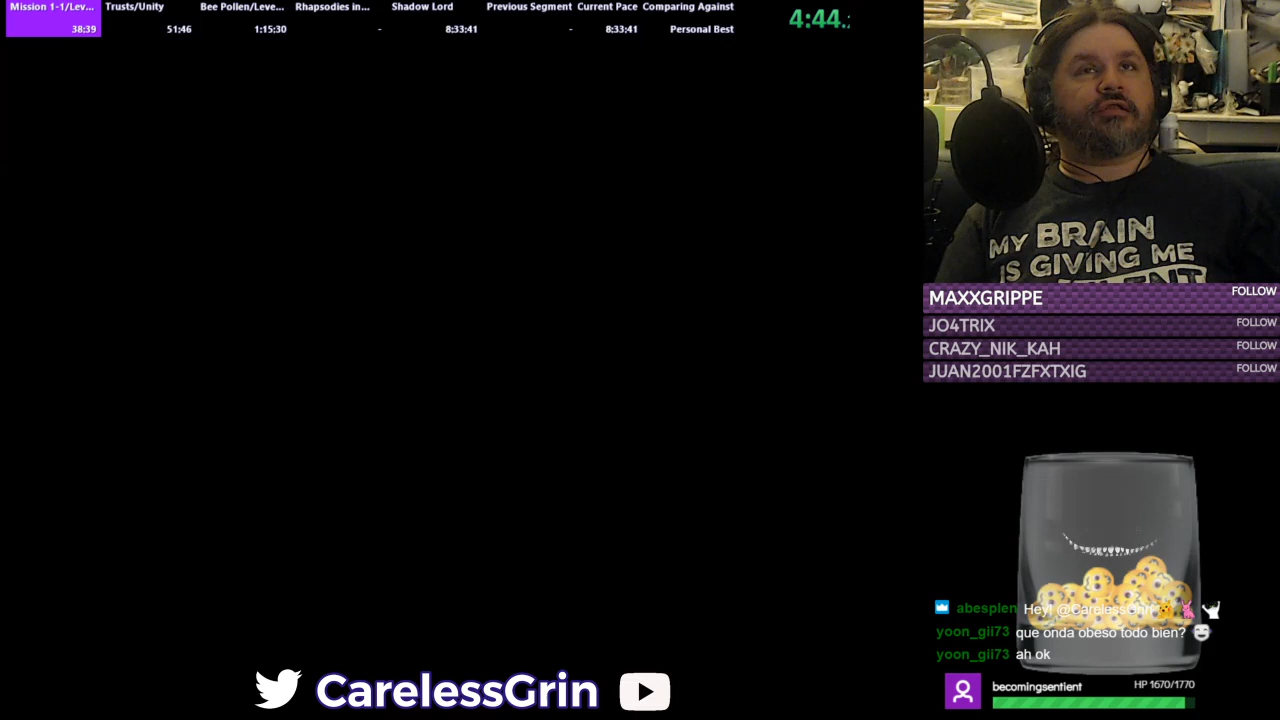 Mission 1-1/Lev... Trusts/Unity Bee Pollen/Leve... Rhapsodies in... Shadow Lord Previous Segment Current Pace Comparing Against
38:39 51:46 1:15:30 - 8:33:41 - 8:33:41 Personal Best
4:44.
MY BRAIN
IS GIVING ME
MAXXGRIPPE FOLLOW
JO4TRIX FOLLOW
CRAZY_NIK_KAH FOLLOW
JUAN2001FZFXTXIG FOLLOW
abesplen Hey! @CarelessGrin
yoon_gii73 que onda obeso todo bien?
yoon_gii73 ah ok
becomingsentient HP 1670/1770
CarelessGrin